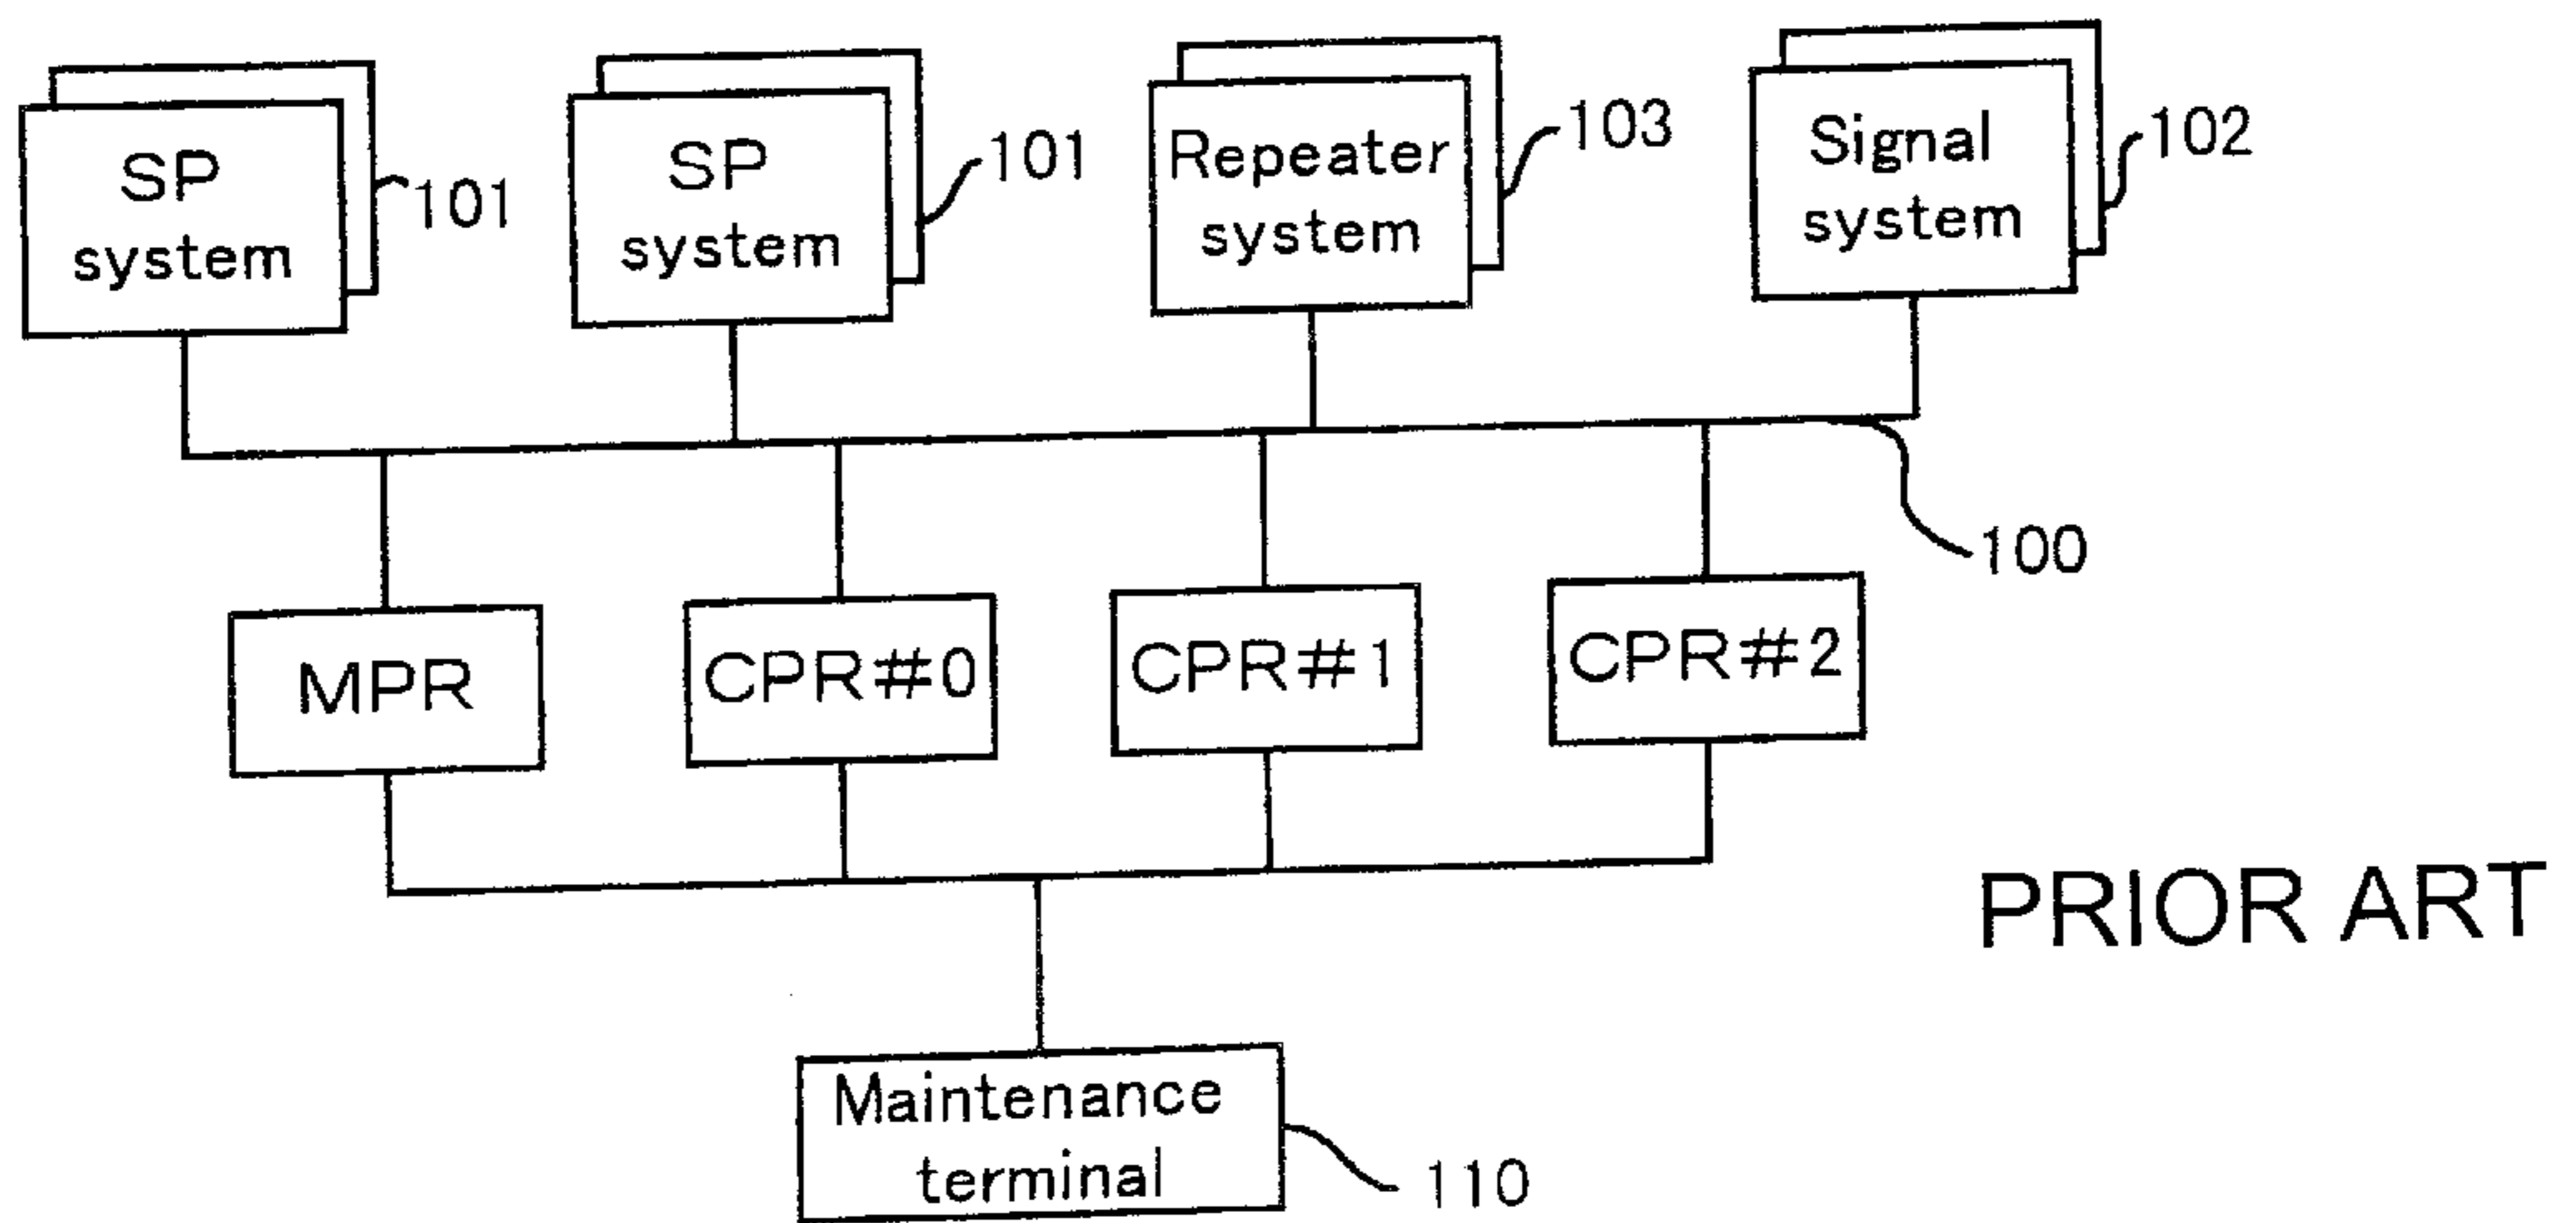 SP
system
101
SP
system
101
Repeater
system
103
Signal
system
102
100
MPR
CPR#0
CPR#1
CPR#2
PRIOR ART
Maintenance
terminal
110